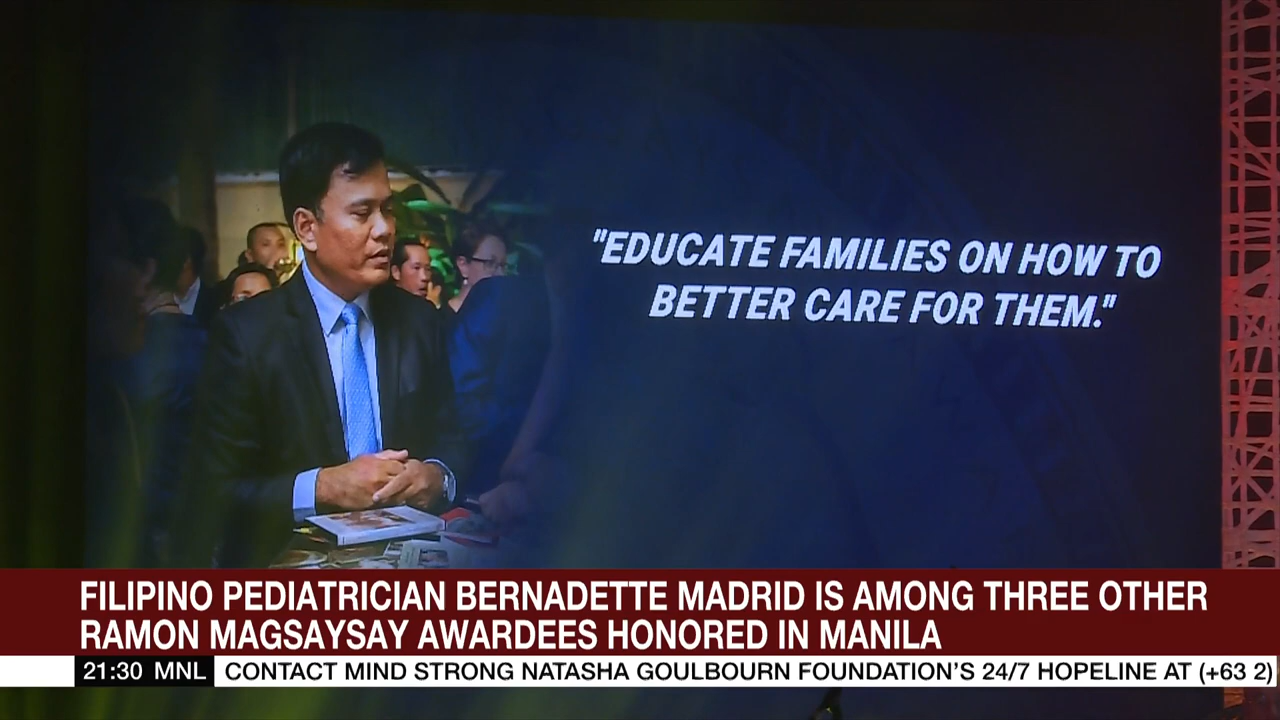 "EDUCATE FAMILIES ON HOW TO
BETTER CARE FOR THEM."
FILIPINO PEDIATRICIAN BERNADETTE MADRID IS AMONG THREE OTHER
RAMON MAGSAYSAY AWARDEES HONORED IN MANILA
21:30 MNL CONTACT MIND STRONG NATASHA GOULBOURN FOUNDATION'S 24/7 HOPELINE AT (+63 2)